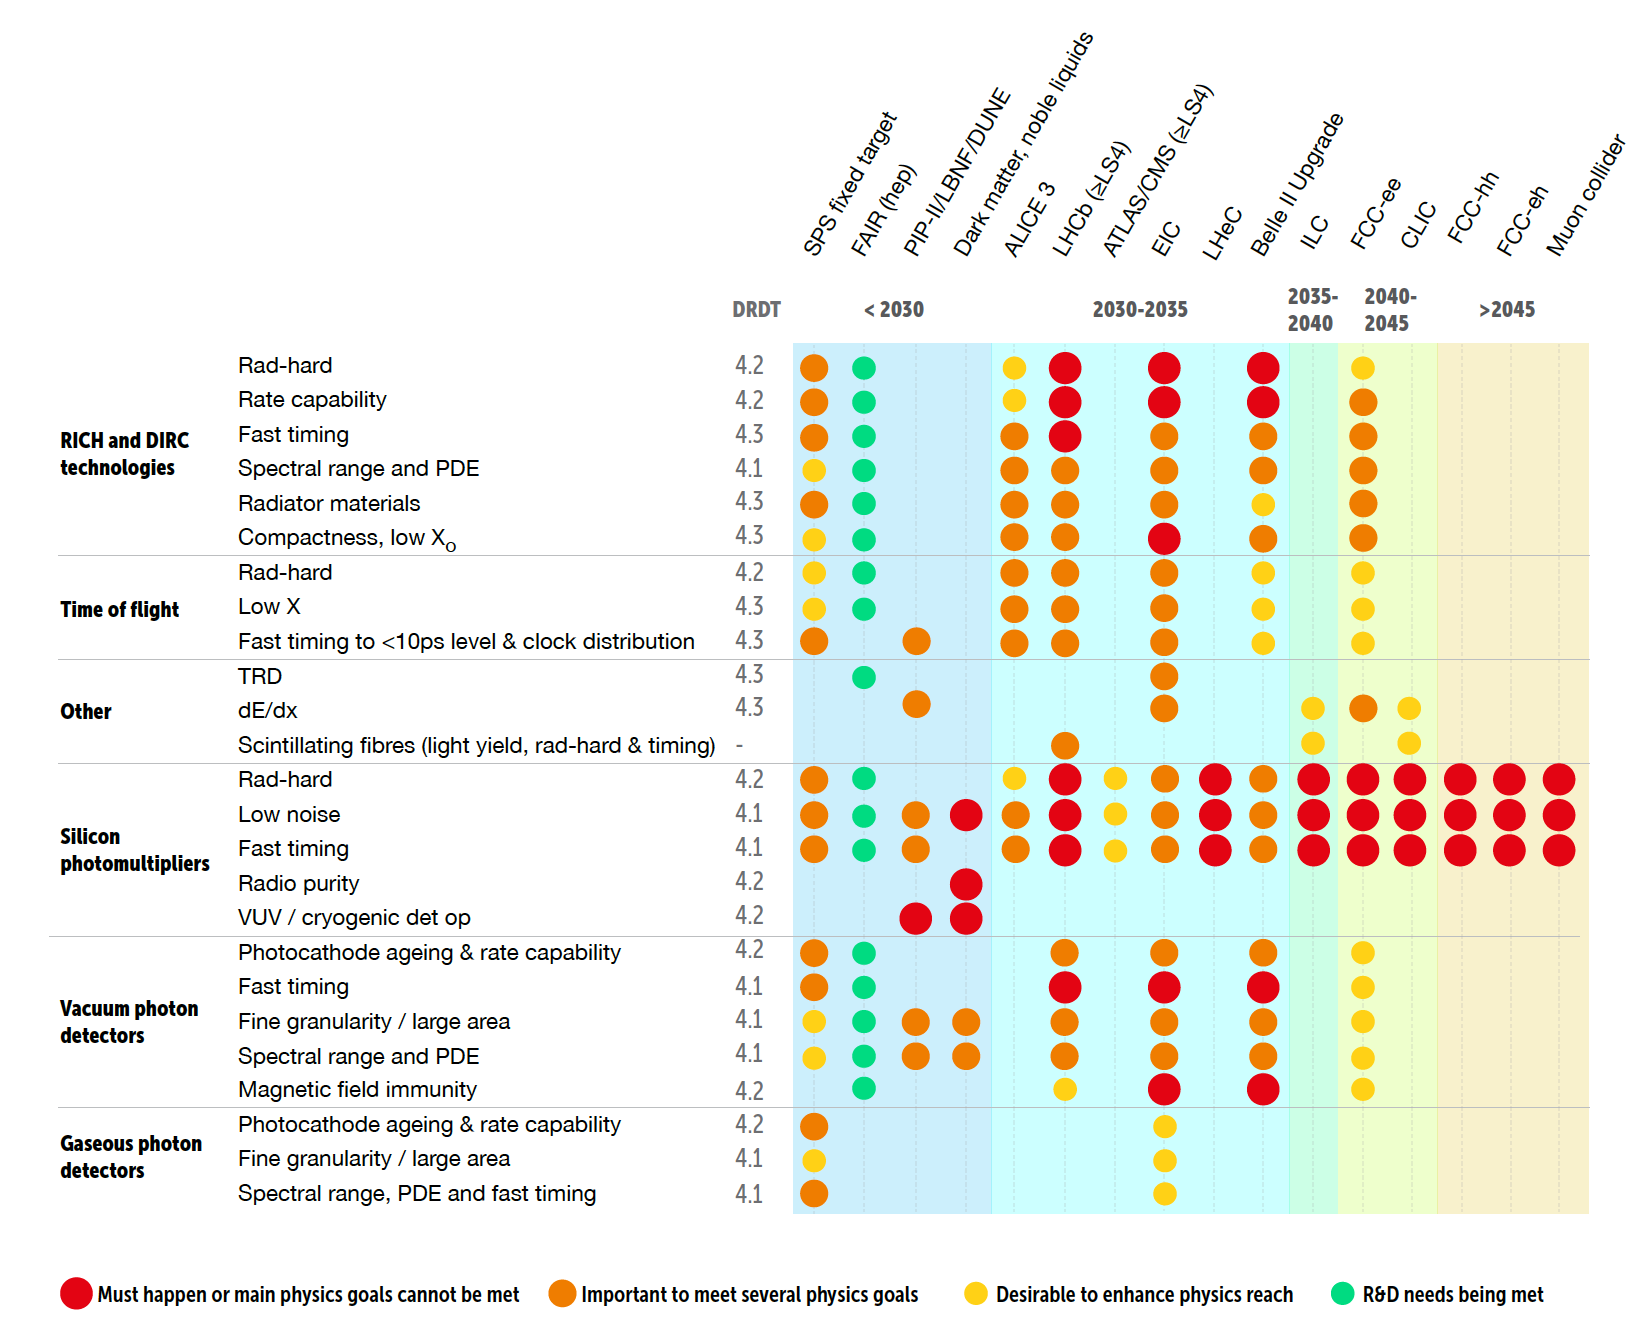 SPS fixed target
FAIR (hep)
PIP-II/LBNF/DUNE
Dark matter, noble liquids
ALICE 3
LHCb (≥LS4)
ATLAS/CMS (≥LS4)
EIC
LHeC
Belle II Upgrade
ILC
FCC-ee
CLIC
FCC-hh
FCC-eh
Muon collider
DRDT
< 2030
2030-2035
2035-
2040
2040-
2045
>2045
RICH and DIRC
technologies
Rad-hard 4.2
Rate capability 4.2
Fast timing 4.3
Spectral range and PDE 4.1
Radiator materials 4.3
Compactness, low Xo 4.3
Time of flight
Rad-hard 4.2
Low X 4.3
Fast timing to <10ps level & clock distribution 4.3
Other
TRD 4.3
dE/dx 4.3
Scintillating fibres (light yield, rad-hard & timing) -
Silicon
photomultipliers
Rad-hard 4.2
Low noise 4.1
Fast timing 4.1
Radio purity 4.2
VUV / cryogenic det op 4.2
Vacuum photon
detectors
Photocathode ageing & rate capability 4.2
Fast timing 4.1
Fine granularity / large area 4.1
Spectral range and PDE 4.1
Magnetic field immunity 4.2
Gaseous photon
detectors
Photocathode ageing & rate capability 4.2
Fine granularity / large area 4.1
Spectral range, PDE and fast timing 4.1
Must happen or main physics goals cannot be met
Important to meet several physics goals
Desirable to enhance physics reach
R&D needs being met